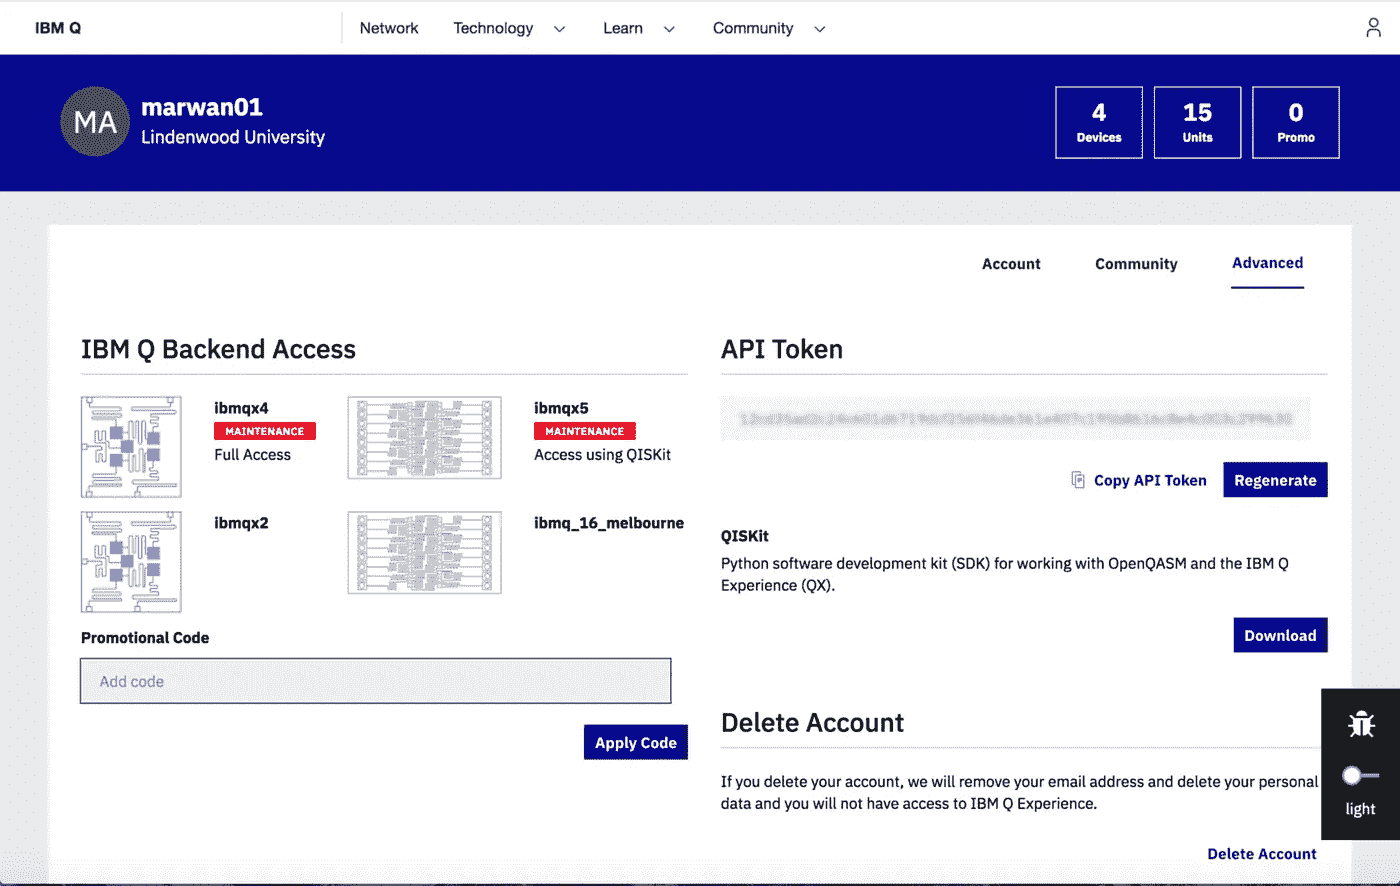 IBM Q
Network Technology Learn Community
MA
marwan01
Lindenwood University
4
Devices
15
Units
0
Promo
Account Community Advanced
IBM Q Backend Access
ibmqx4
MAINTENANCE
Full Access
ibmqx5
MAINTENANCE
Access using QISKit
ibmqx2
ibmq_16_melbourne
Promotional Code
Add code
Apply Code
API Token
Copy API Token
Regenerate
QISKit
Python software development kit (SDK) for working with OpenQASM and the IBM Q
Experience (QX).
Download
Delete Account
If you delete your account, we will remove your email address and delete your personal
data and you will not have access to IBM Q Experience.
Delete Account
light